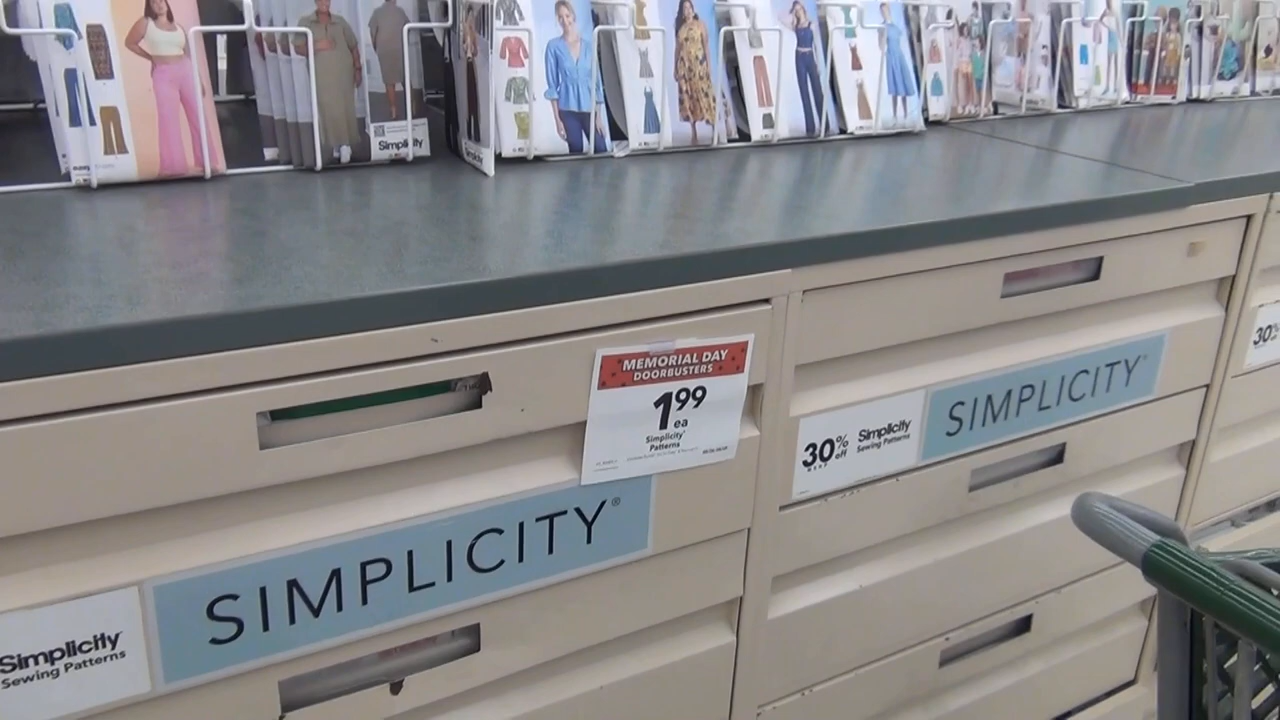 Simplicity
Simplicity
MEMORIAL DAY
DOORBUSTERS
1.99
ea
Simplicity
Patterns
SIMPLICITY®
30% off
Simplicity
Sewing Patterns
SIMPLICITY®
Simplicity
Sewing Patterns
30%